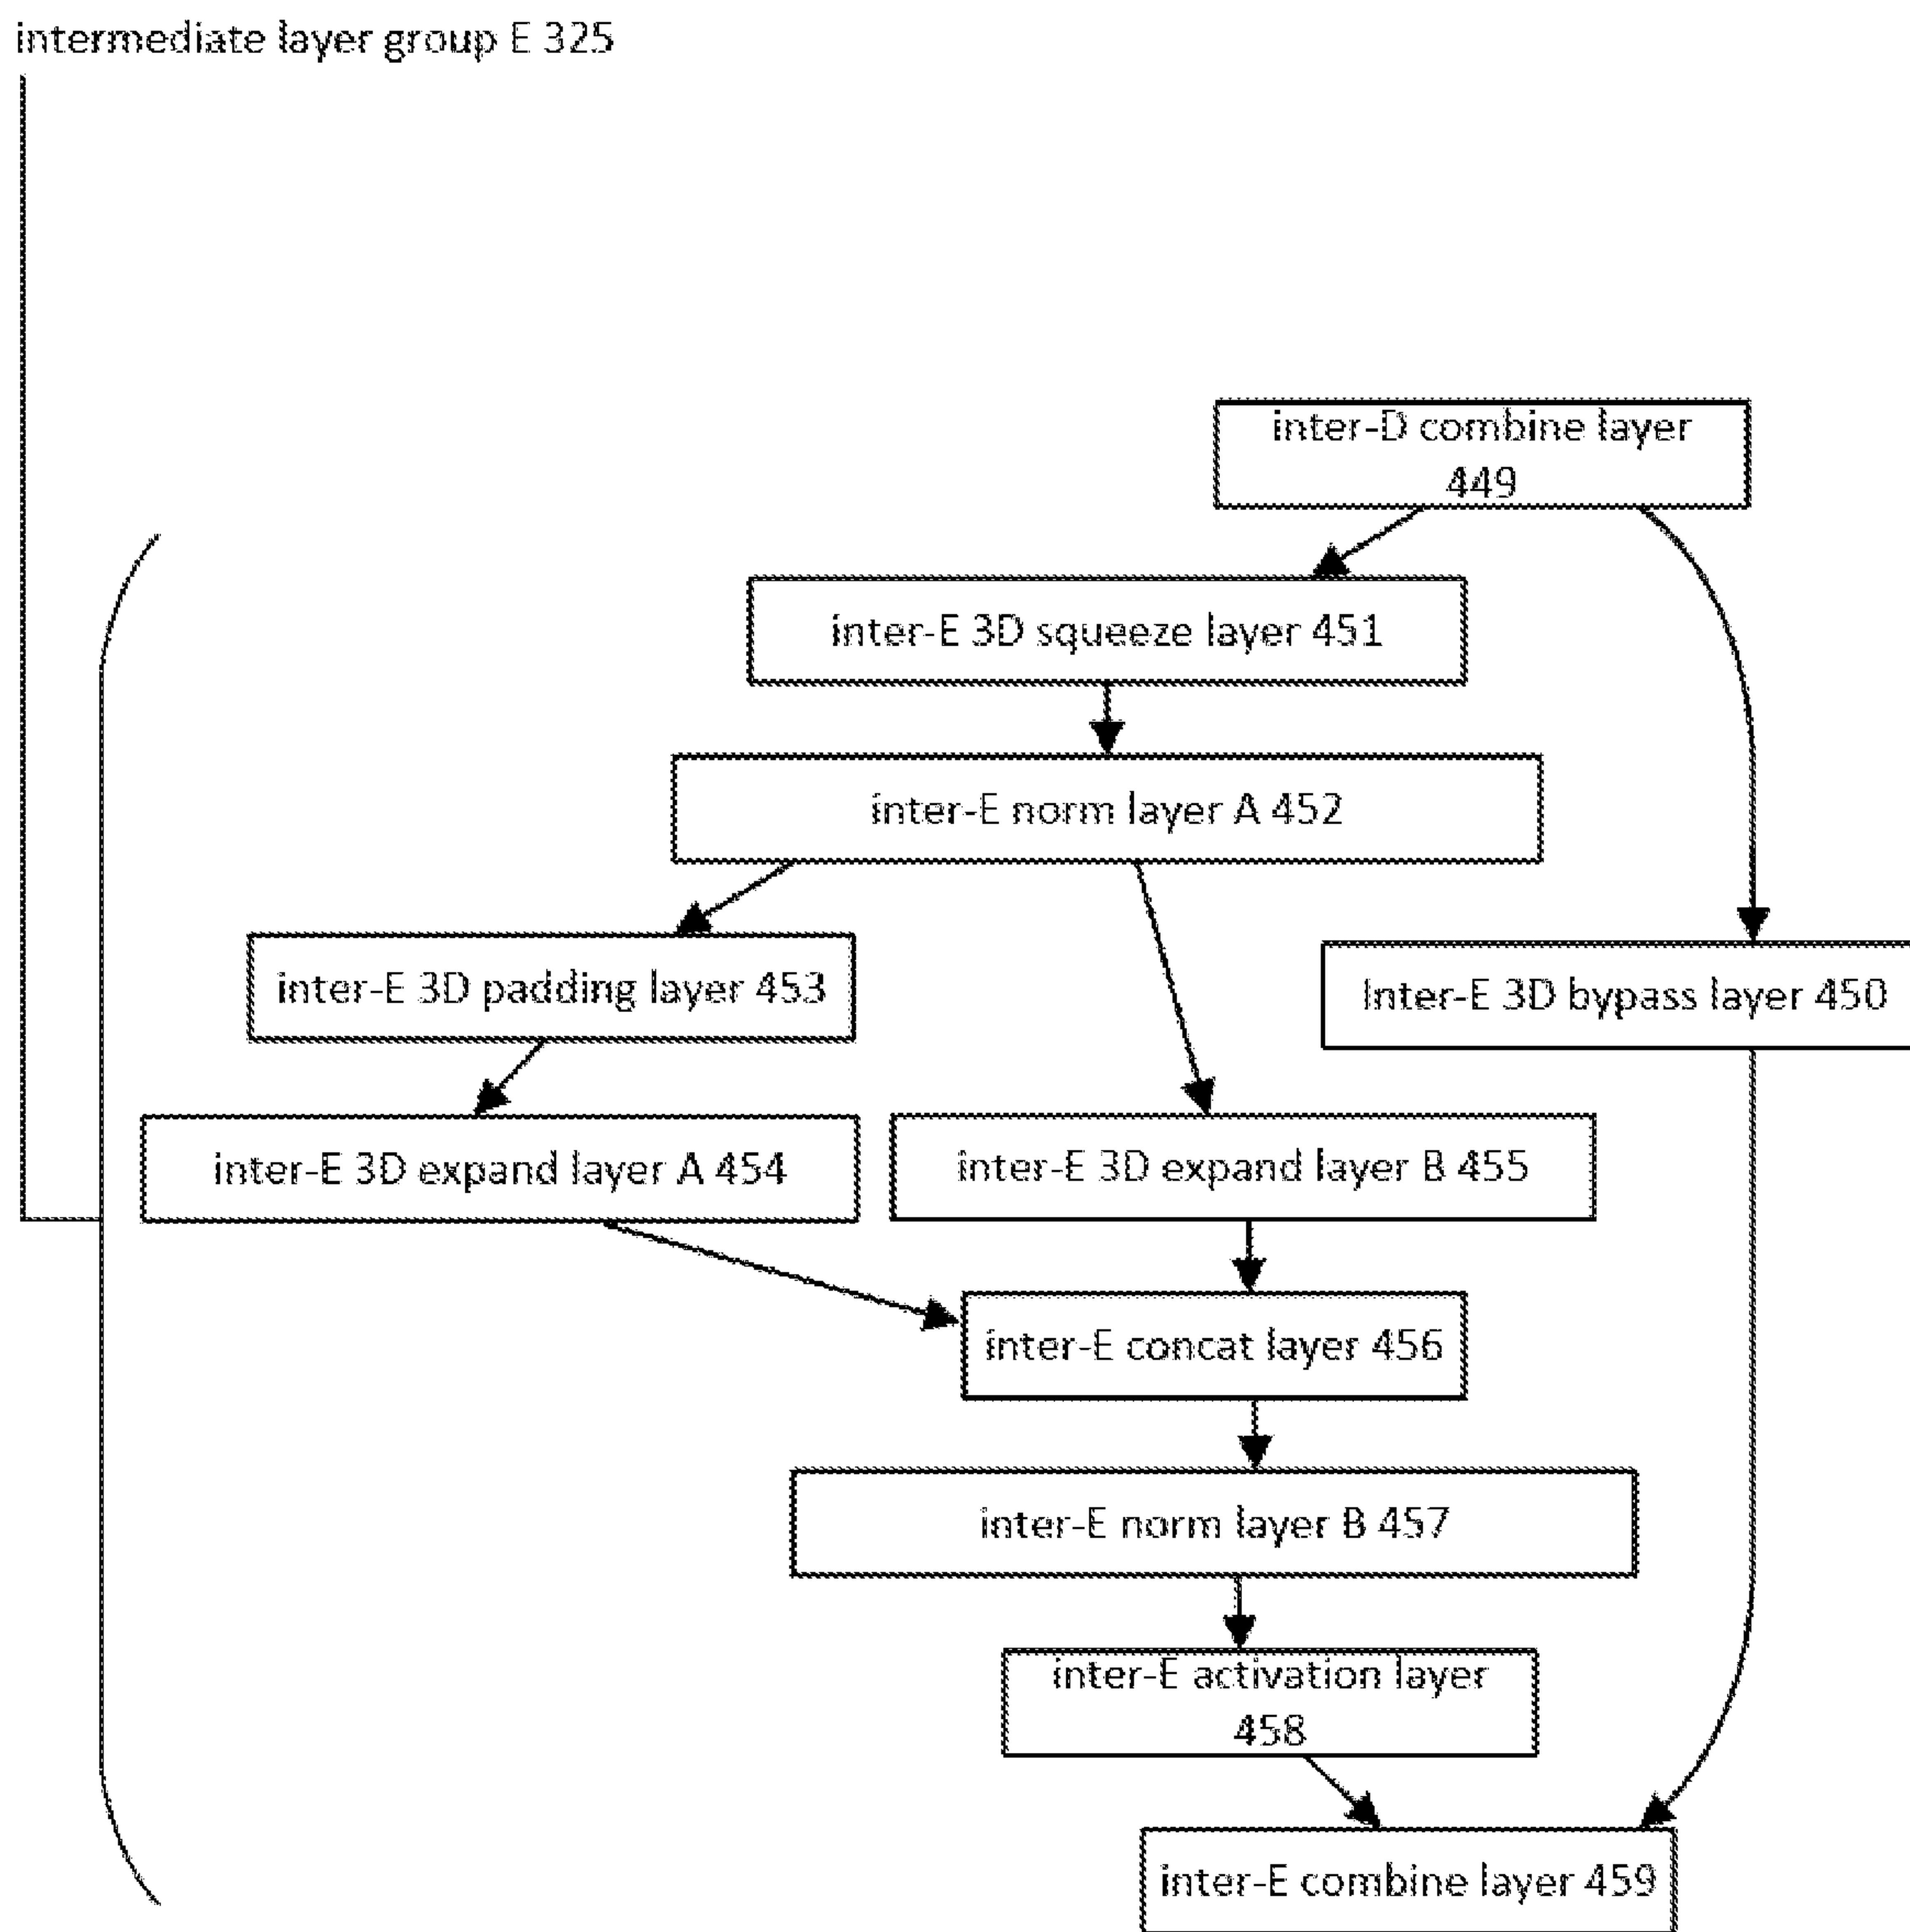 intermediate layer group E 325
inter-D combine layer
449
inter-E 3D squeeze layer 451
inter-E norm layer A 452
inter-E 3D padding layer 453
Inter-E 3D bypass layer 450
inter-E 3D expand layer A 454
inter-E 3D expand layer B 455
inter-E concat layer 456
inter-E norm layer B 457
inter-E activation layer
458
inter-E combine layer 459